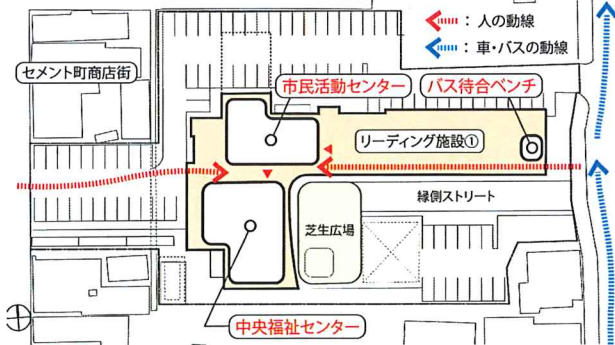 ：人の動線
：車・バスの動線
セメント町商店街
市民活動センター
バス待合ベンチ
リーディング施設①
縁側ストリート
芝生広場
中央福祉センター